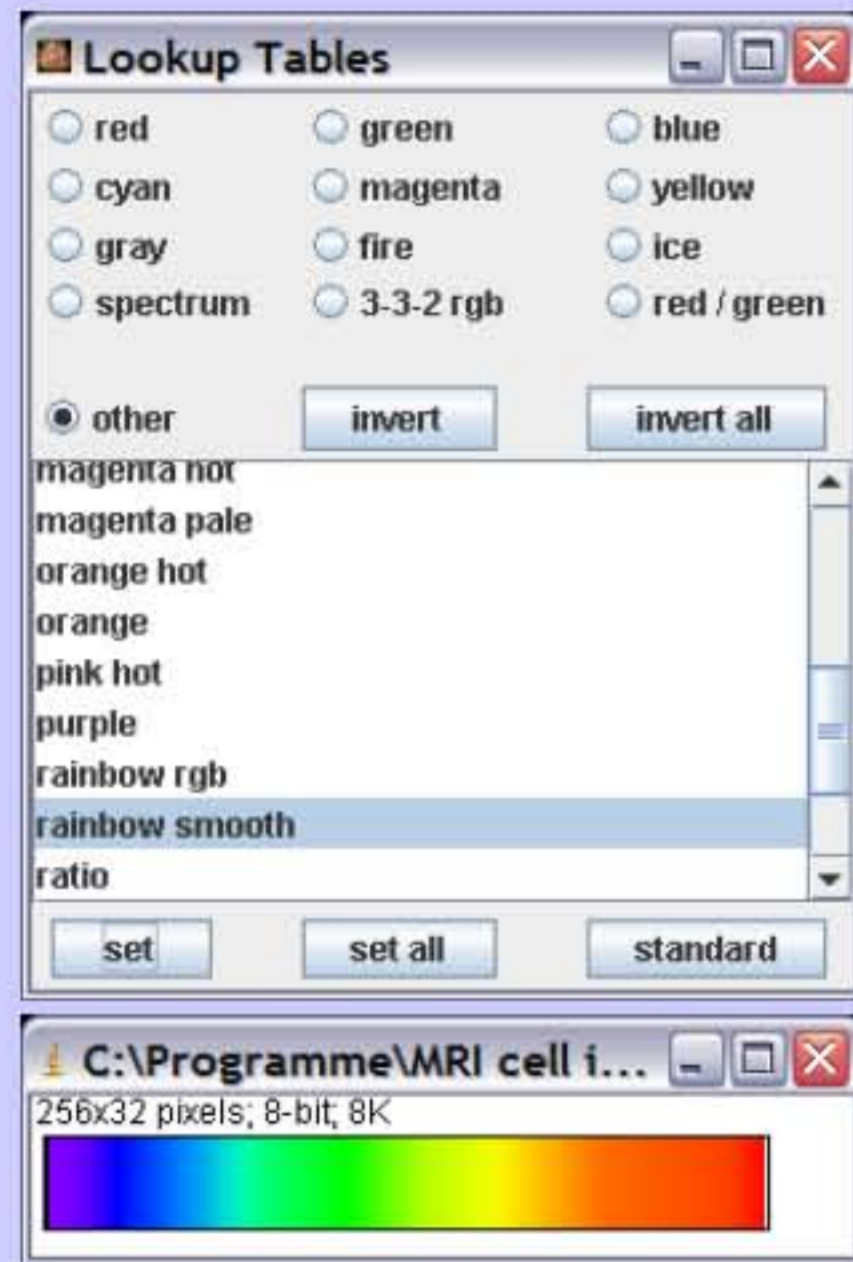 Lookup Tables
red green blue
cyan magenta yellow
gray fire ice
spectrum 3-3-2 rgb red / green
other invert invert all
magenta hot
magenta pale
orange hot
orange
pink hot
purple
rainbow rgb
rainbow smooth
ratio
set set all standard
C:\Programme\MRI cell i...
256x32 pixels; 8-bit; 8K